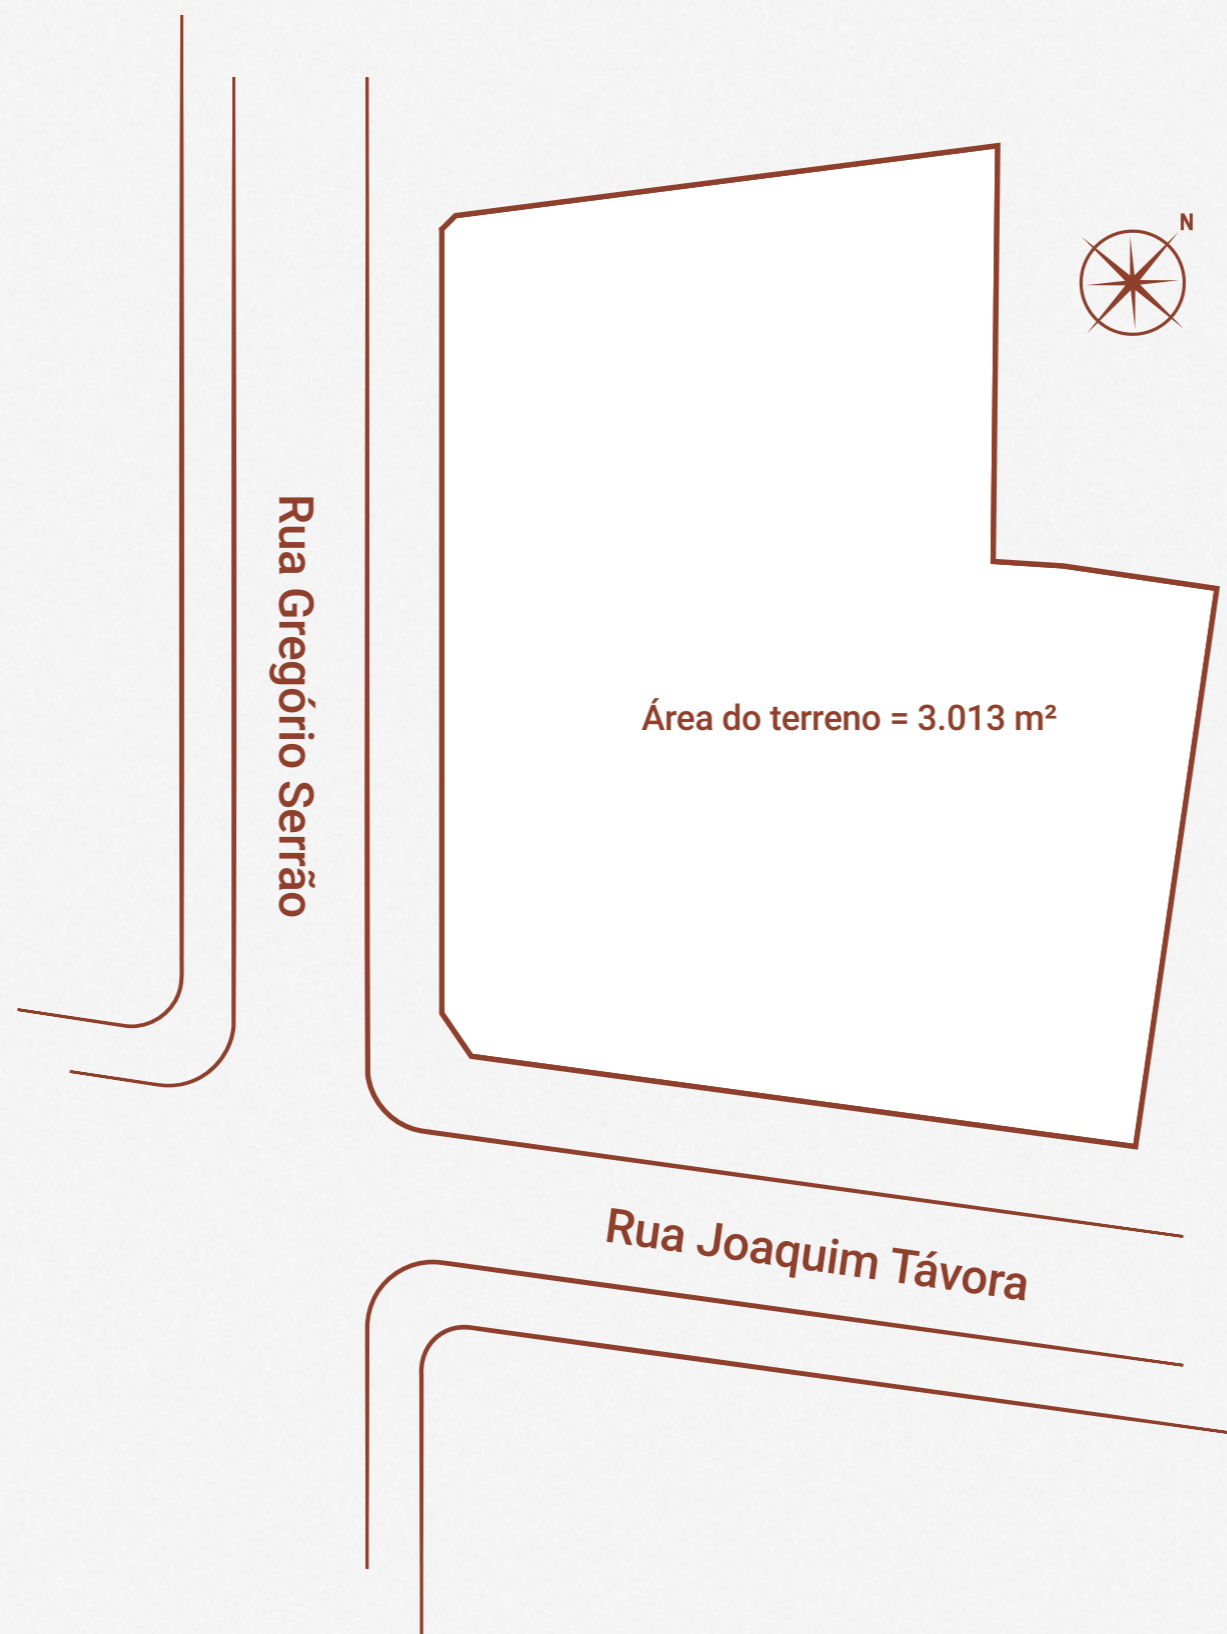 N
Rua Gregório Serrão
Área do terreno = 3.013 m²
Rua Joaquim Távora